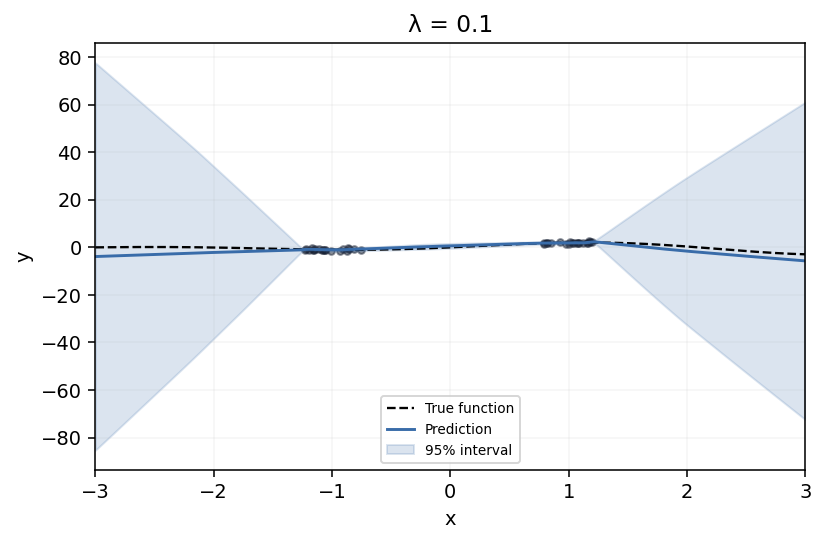 λ = 0.1
y
80
60
40
20
0
−20
−40
−60
−80
True function
Prediction
95% interval
−3
−2
−1
0
1
2
3
x